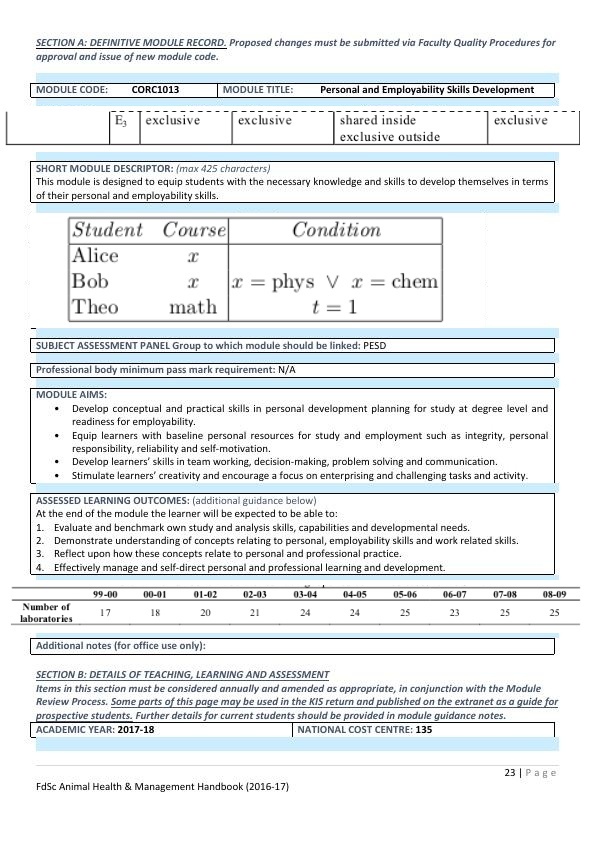 SECTION A: DEFINITIVE MODULE RECORD. Proposed changes must be submitted via Faculty Quality Procedures for
approval and issue of new module code.
MODULE CODE: CORC1013 MODULE TITLE: Personal and Employability Skills Development
E3 exclusive exclusive shared inside exclusive
exclusive outside
SHORT MODULE DESCRIPTOR: (max 425 characters)
This module is designed to equip students with the necessary knowledge and skills to develop themselves in terms
of their personal and employability skills.
Student Course Condition
Alice x
Bob x x = phys ∨ x = chem
Theo math t = 1
SUBJECT ASSESSMENT PANEL Group to which module should be linked: PESD
Professional body minimum pass mark requirement: N/A
MODULE AIMS:
• Develop conceptual and practical skills in personal development planning for study at degree level and
readiness for employability.
• Equip learners with baseline personal resources for study and employment such as integrity, personal
responsibility, reliability and self-motivation.
• Develop learners' skills in team working, decision-making, problem solving and communication.
• Stimulate learners' creativity and encourage a focus on enterprising and challenging tasks and activity.
ASSESSED LEARNING OUTCOMES: (additional guidance below)
At the end of the module the learner will be expected to be able to:
1. Evaluate and benchmark own study and analysis skills, capabilities and developmental needs.
2. Demonstrate understanding of concepts relating to personal, employability skills and work related skills.
3. Reflect upon how these concepts relate to personal and professional practice.
4. Effectively manage and self-direct personal and professional learning and development.
99-00 00-01 01-02 02-03 03-04 04-05 05-06 06-07 07-08 08-09
Number of laboratories 17 18 20 21 24 24 25 23 25 25
Additional notes (for office use only):
SECTION B: DETAILS OF TEACHING, LEARNING AND ASSESSMENT
Items in this section must be considered annually and amended as appropriate, in conjunction with the Module
Review Process. Some parts of this page may be used in the KIS return and published on the extranet as a guide for
prospective students. Further details for current students should be provided in module guidance notes.
ACADEMIC YEAR: 2017-18 NATIONAL COST CENTRE: 135
23 | Page
FdSc Animal Health & Management Handbook (2016-17)